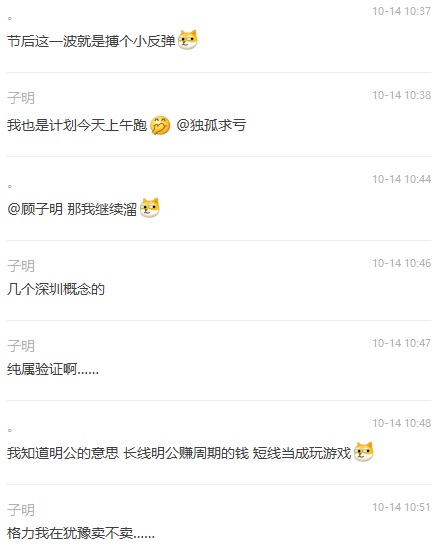 。 10-14 10:37
节后这一波就是搏个小反弹
子明 10-14 10:38
我也是计划今天上午跑 @独孤求亏
。 10-14 10:44
@顾子明 那我继续溜
子明 10-14 10:46
几个深圳概念的
子明 10-14 10:47
纯属验证啊......
。 10-14 10:48
我知道明公的意思 长线明公赚周期的钱 短线当成玩游戏
子明 10-14 10:51
格力我在犹豫卖不卖......